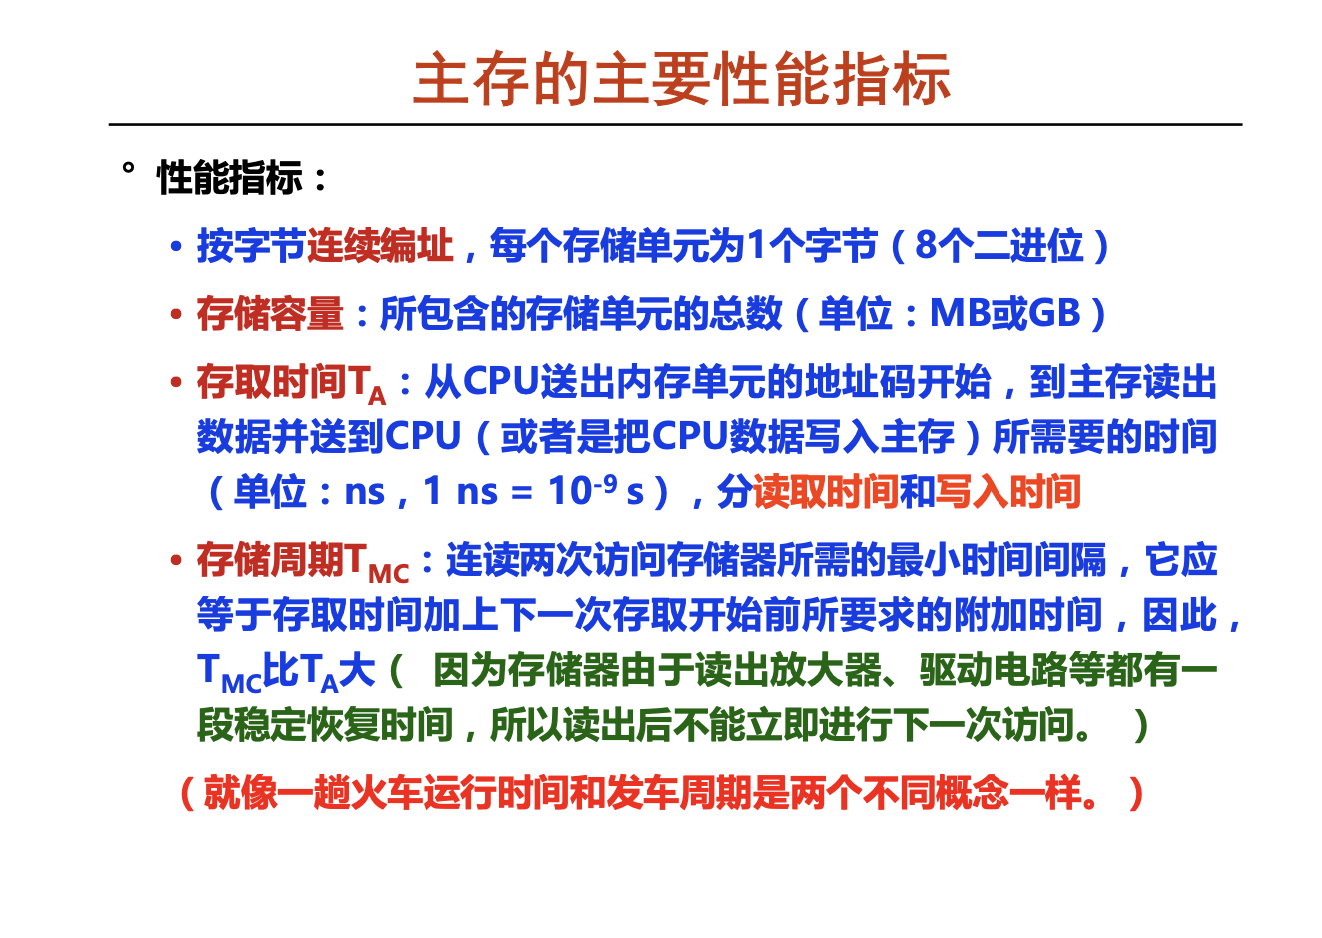 主存的主要性能指标
° 性能指标：
• 按字节连续编址，每个存储单元为1个字节（8个二进位）
• 存储容量：所包含的存储单元的总数（单位：MB或GB）
• 存取时间TA：从CPU送出内存单元的地址码开始，到主存读出
数据并送到CPU（或者是把CPU数据写入主存）所需要的时间
（单位：ns，1 ns = 10-9 s），分读取时间和写入时间
• 存储周期TMC：连读两次访问存储器所需的最小时间间隔，它应
等于存取时间加上下一次存取开始前所要求的附加时间，因此，
TMC比TA大（ 因为存储器由于读出放大器、驱动电路等都有一
段稳定恢复时间，所以读出后不能立即进行下一次访问。 ）
（就像一趟火车运行时间和发车周期是两个不同概念一样。）